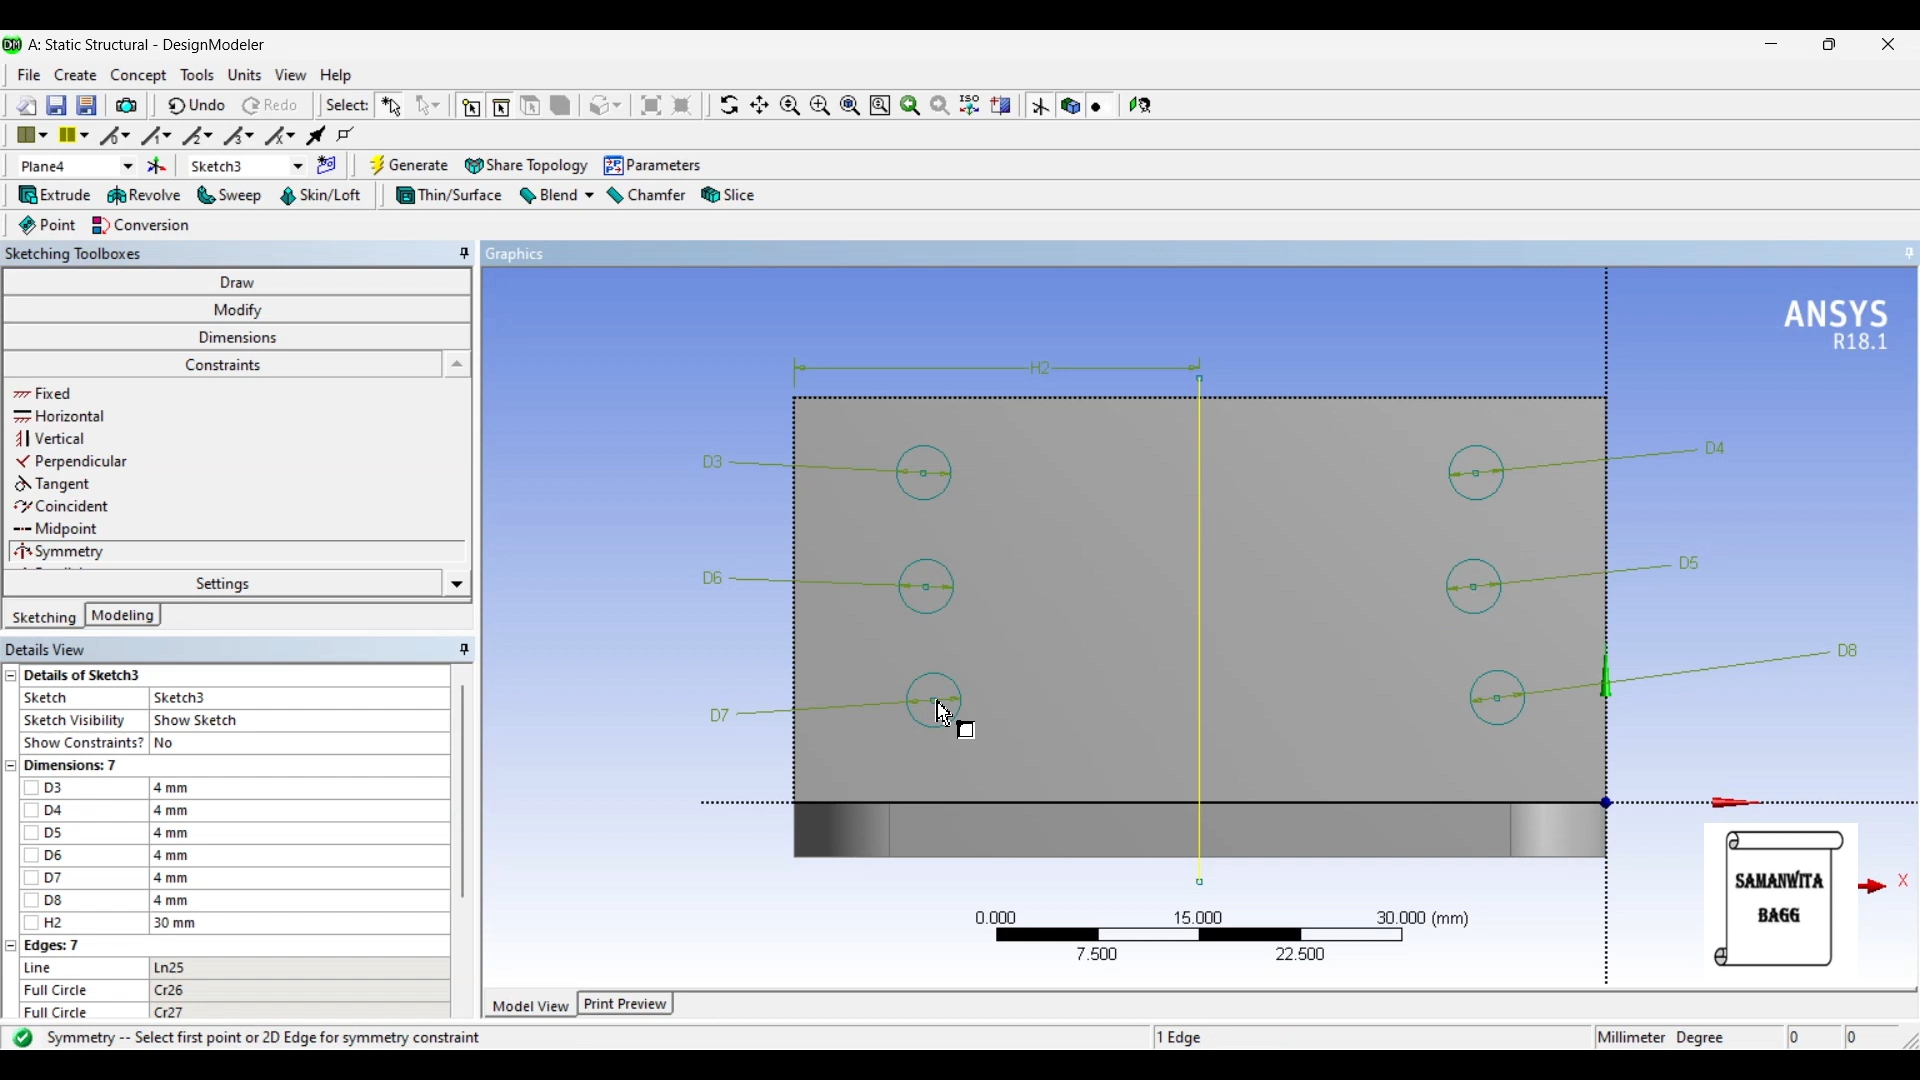 A: Static Structural - DesignModeler
File Create Concept Tools Units View Help
Undo Redo Select: ISO
Plane4 Sketch3 Generate Share Topology Parameters
Extrude Revolve Sweep Skin/Loft Thin/Surface Blend Chamfer Slice
Point Conversion
Sketching Toolboxes
Draw
Modify
Dimensions
Constraints
Fixed
Horizontal
Vertical
Perpendicular
Tangent
Coincident
Midpoint
Symmetry
Settings
Sketching Modeling
Details View
Details of Sketch3
Sketch Sketch3
Sketch Visibility Show Sketch
Show Constraints? No
Dimensions: 7
D3 4 mm
D4 4 mm
D5 4 mm
D6 4 mm
D7 4 mm
D8 4 mm
H2 30 mm
Edges: 7
Line Ln25
Full Circle Cr26
Full Circle Cr27
Graphics
ANSYS
R18.1
H2
D3
D4
D6
D5
D7
D8
0.000 15.000 30.000 (mm)
7.500 22.500
SAMANWITA
BAGG
X
Model View Print Preview
Symmetry -- Select first point or 2D Edge for symmetry constraint 1 Edge Millimeter Degree 0 0